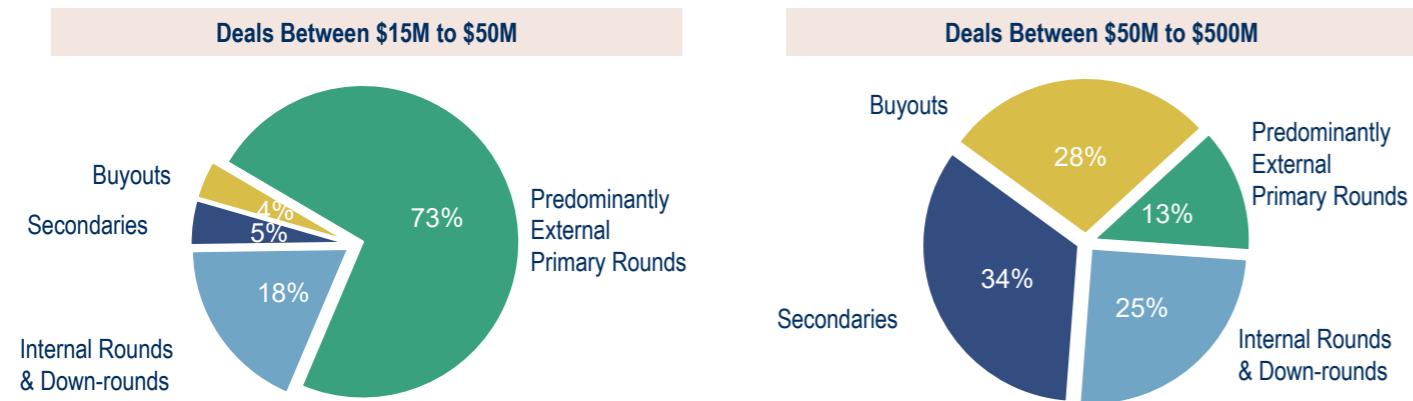 Deals Between $15M to $50M
Buyouts
4%
Secondaries
5%
73%
Predominantly
External
Primary Rounds
18%
Internal Rounds
& Down-rounds
Deals Between $50M to $500M
Buyouts
28%
Predominantly
External
Primary Rounds
13%
34%
Secondaries
25%
Internal Rounds
& Down-rounds